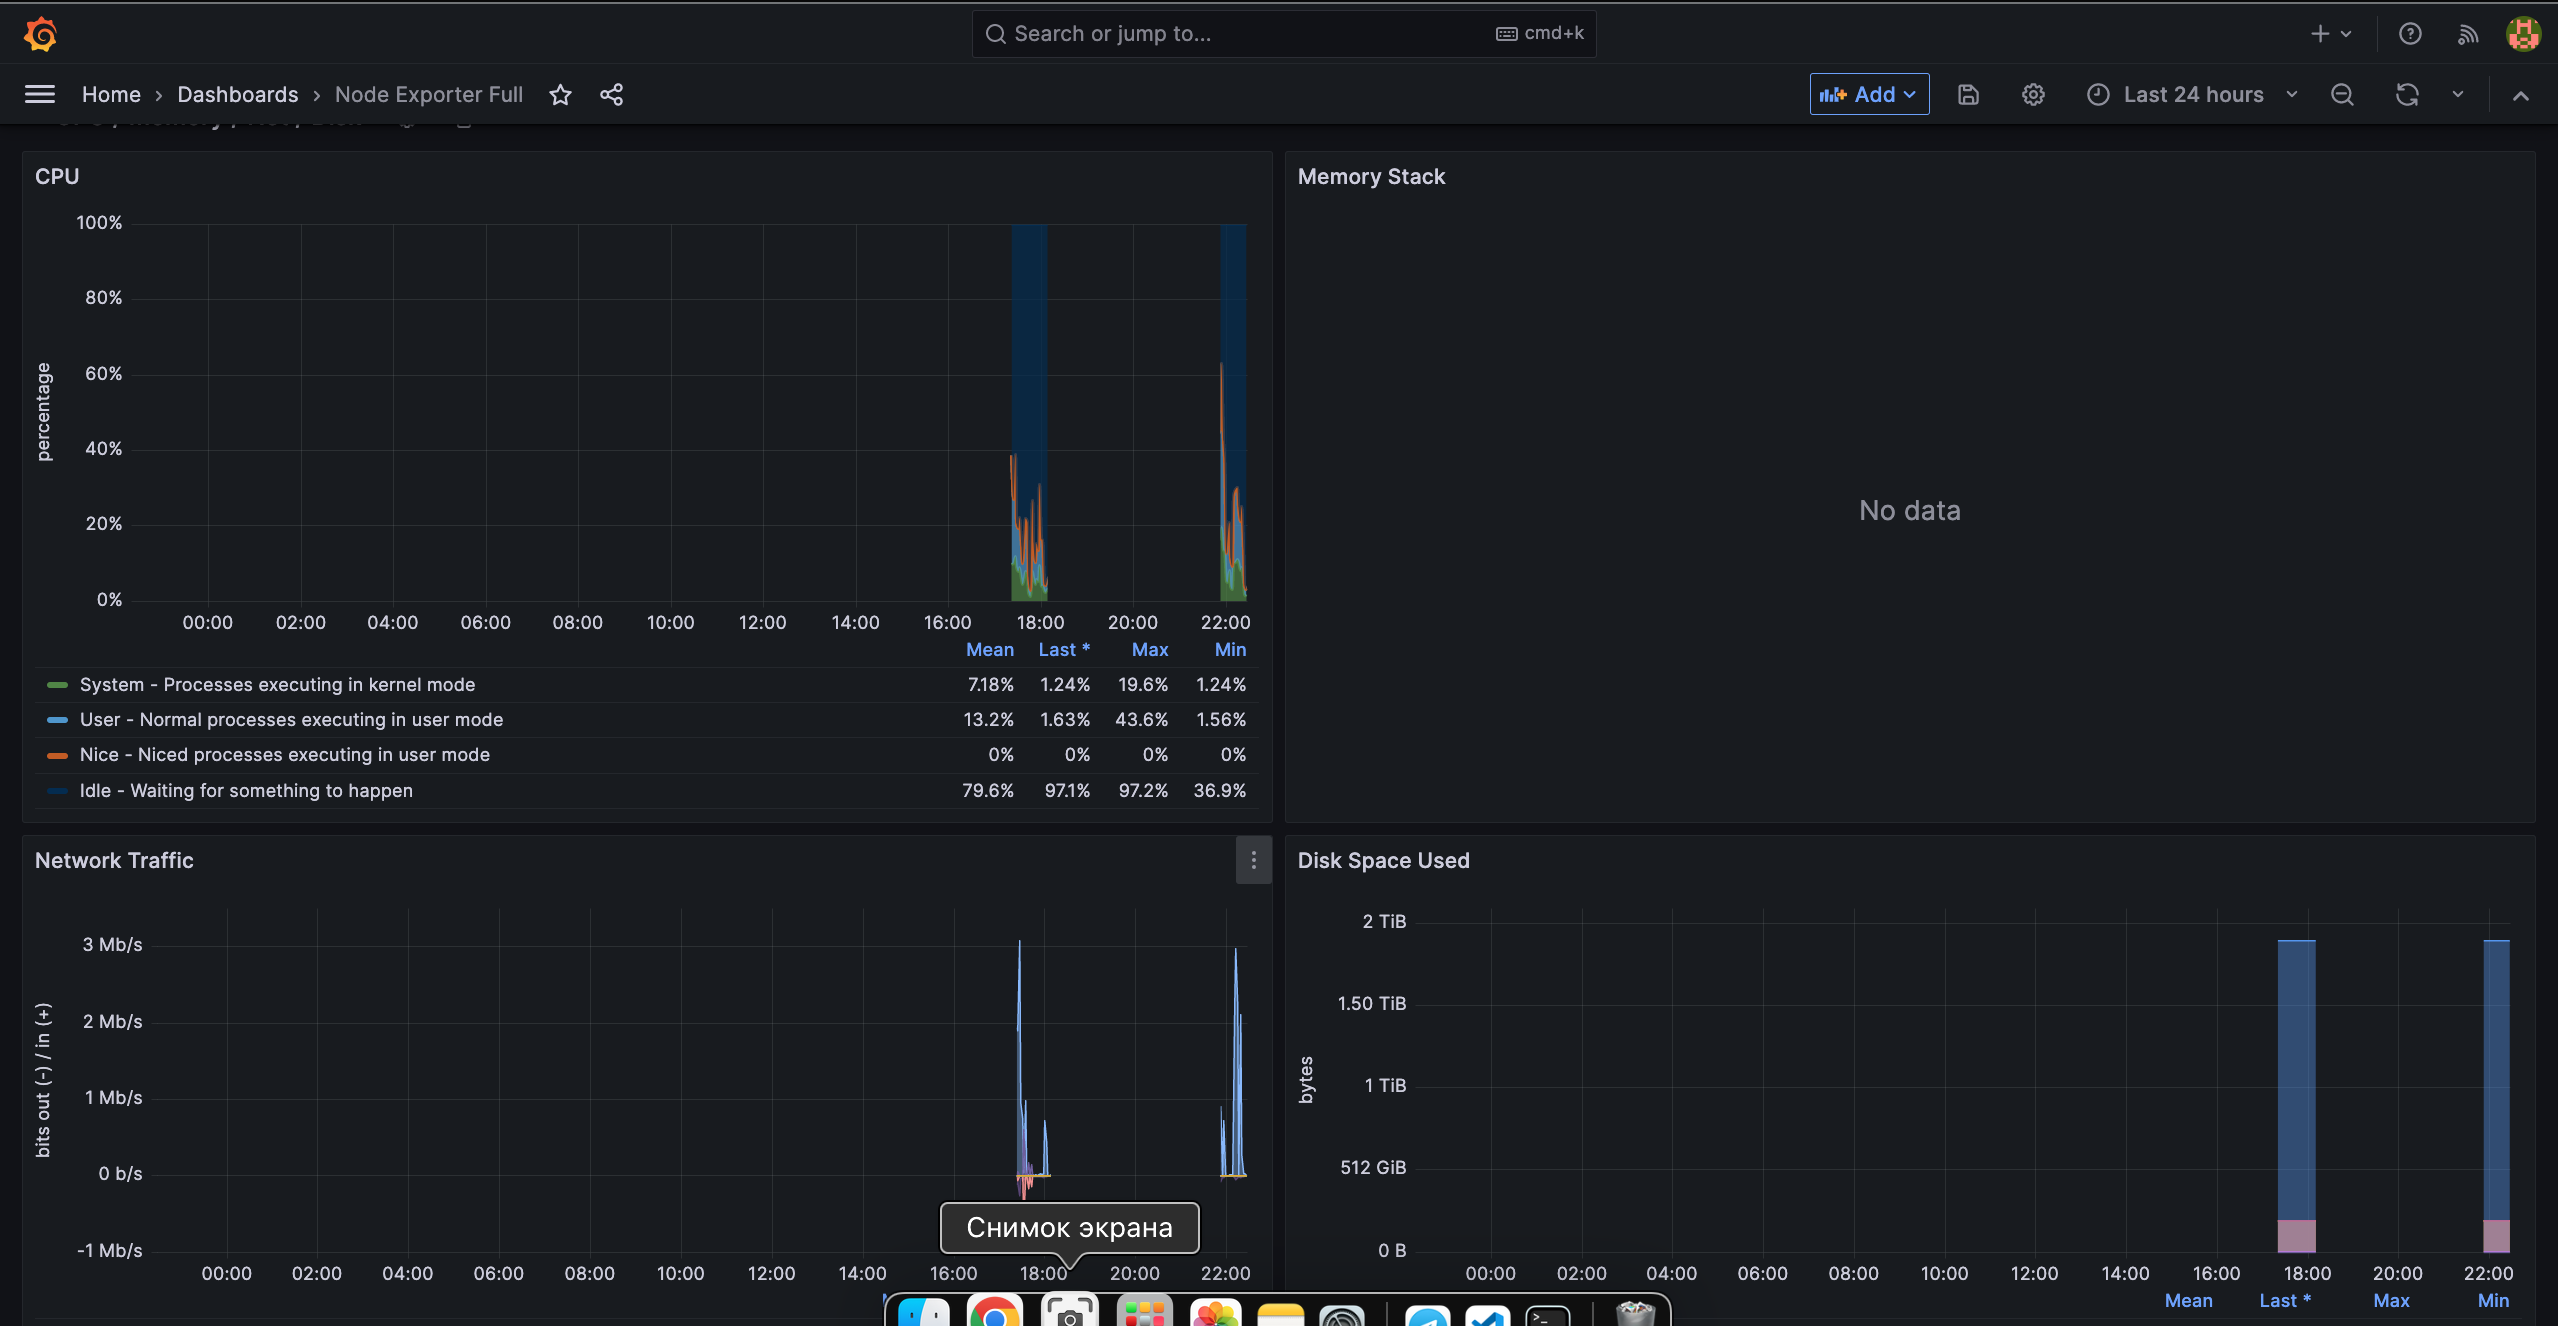 Search or jump to...
cmd+k
Home › Dashboards › Node Exporter Full
Add
Last 24 hours
CPU
100%
80%
60%
40%
20%
0%
percentage
00:00 02:00 04:00 06:00 08:00 10:00 12:00 14:00 16:00 18:00 20:00 22:00
Mean Last * Max Min
System - Processes executing in kernel mode 7.18% 1.24% 19.6% 1.24%
User - Normal processes executing in user mode 13.2% 1.63% 43.6% 1.56%
Nice - Niced processes executing in user mode 0% 0% 0% 0%
Idle - Waiting for something to happen 79.6% 97.1% 97.2% 36.9%
Memory Stack
No data
Network Traffic
3 Mb/s
2 Mb/s
1 Mb/s
0 b/s
-1 Mb/s
bits out (-) / in (+)
00:00 02:00 04:00 06:00 08:00 10:00 12:00 14:00 16:00 18:00 20:00 22:00
Снимок экрана
Disk Space Used
2 TiB
1.50 TiB
1 TiB
512 GiB
0 B
bytes
00:00 02:00 04:00 06:00 08:00 10:00 12:00 14:00 16:00 18:00 20:00 22:00
Mean Last * Max Min